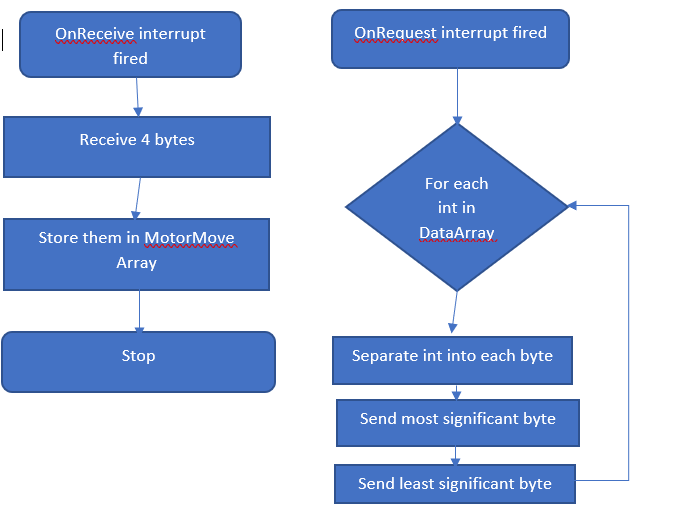 OnReceive interrupt
fired
Receive 4 bytes
Store them in MotorMove
Array
Stop
OnRequest interrupt fired
For each
int in
DataArray
Separate int into each byte
Send most significant byte
Send least significant byte